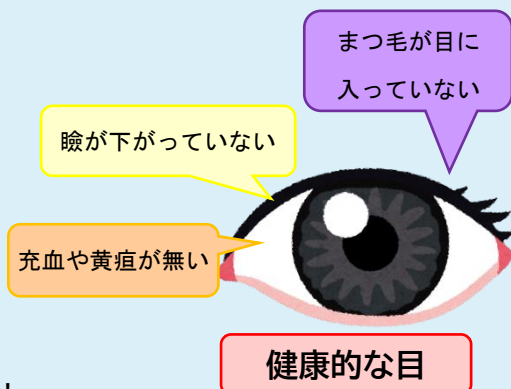 まつ毛が目に
入っていない
瞼が下がっていない
充血や黄疸が無い
健康的な目